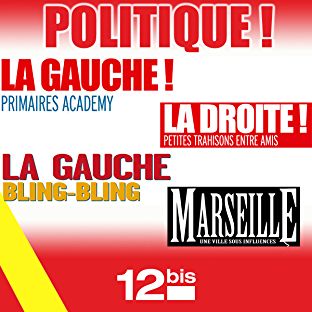 POLITIQUE !
LA GAUCHE !
PRIMAIRES ACADEMY
LA DROITE !
PETITES TRAHISONS ENTRE AMIS
LA GAUCHE
BLING-BLING
MARSEILLE
UNE VILLE SOUS INFLUENCES
12bis